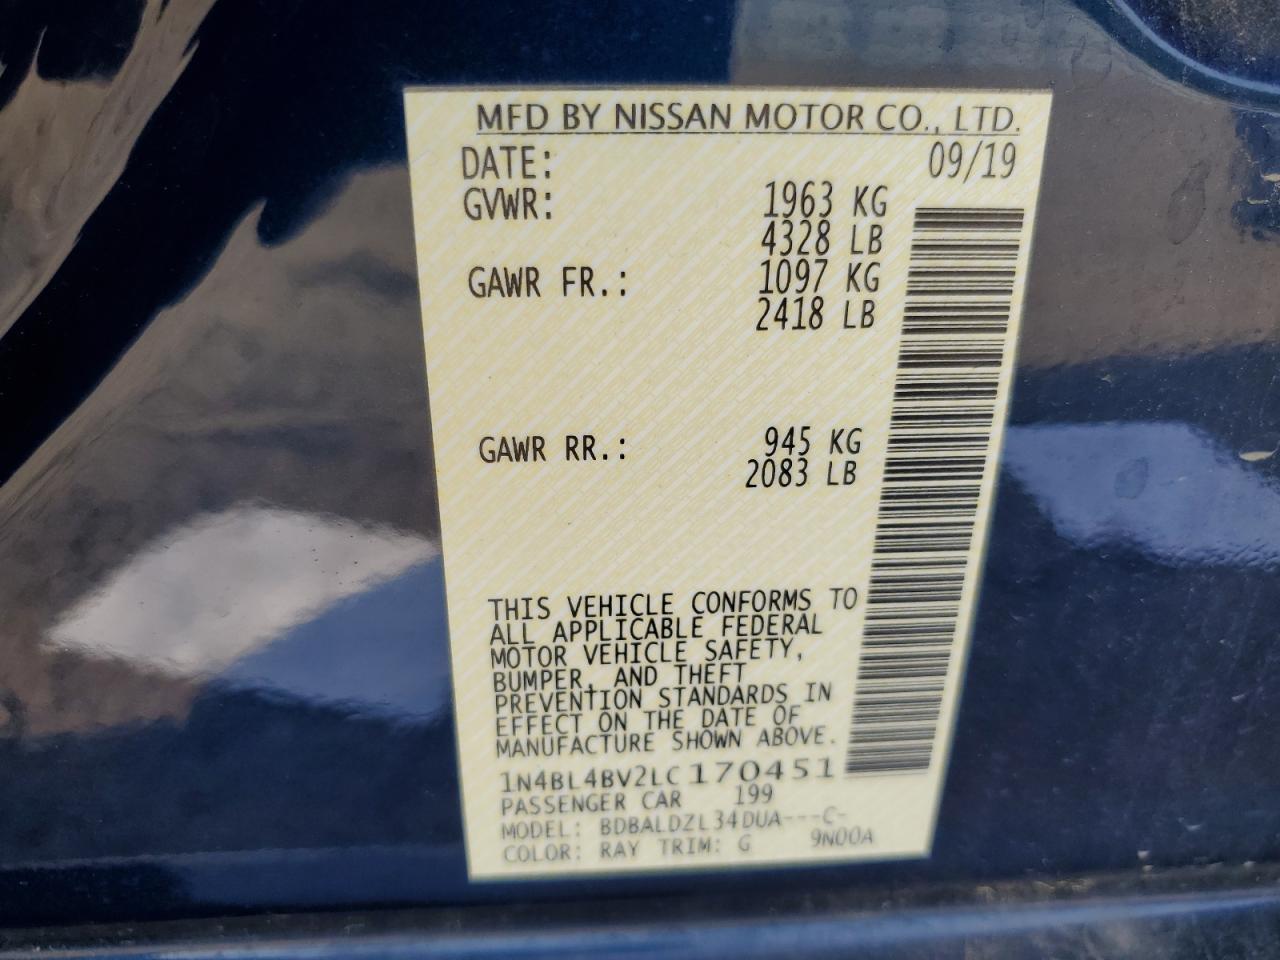 MFD BY NISSAN MOTOR CO., LTD.
DATE: 09/19
GVWR: 1963 KG
4328 LB
GAWR FR.: 1097 KG
2418 LB
GAWR RR.: 945 KG
2083 LB
THIS VEHICLE CONFORMS TO
ALL APPLICABLE FEDERAL
MOTOR VEHICLE SAFETY,
BUMPER, AND THEFT
PREVENTION STANDARDS IN
EFFECT ON THE DATE OF
MANUFACTURE SHOWN ABOVE.
1N4BL4BV2LC170451
PASSENGER CAR 199
MODEL: BDBALDZL34DUA---C-
COLOR: RAY TRIM: G 9N00A